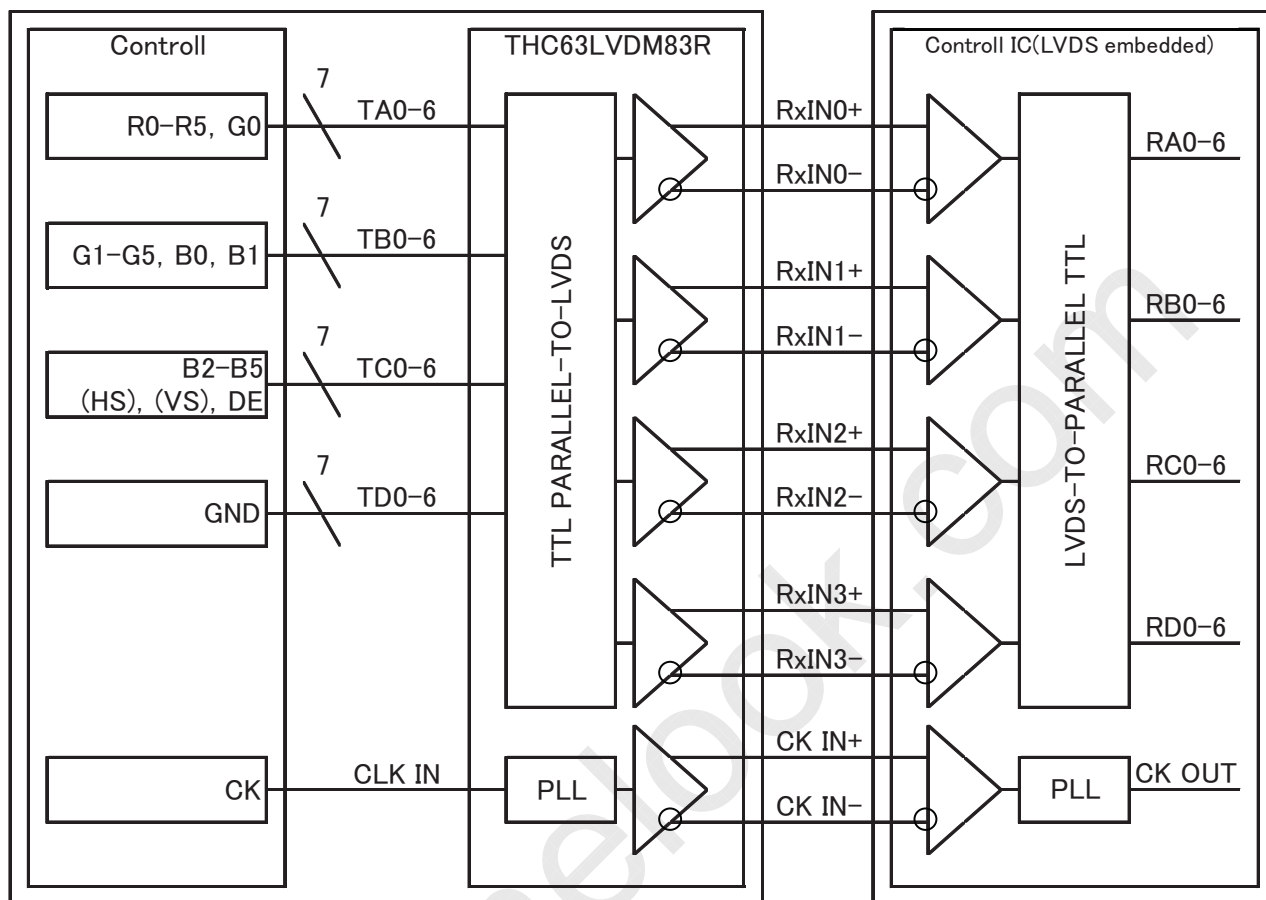 Controll
THC63LVDM83R
Controll IC(LVDS embedded)
R0-R5, G0
7
TA0-6
RxIN0+
RxIN0-
RA0-6
G1-G5, B0, B1
7
TB0-6
RxIN1+
RxIN1-
RB0-6
B2-B5
(HS), (VS), DE
7
TC0-6
RxIN2+
RxIN2-
RC0-6
GND
7
TD0-6
RxIN3+
RxIN3-
RD0-6
TTL PARALLEL-TO-LVDS
LVDS-TO-PARALLEL TTL
CK
CLK IN
PLL
CK IN+
CK IN-
PLL
CK OUT
elook.com